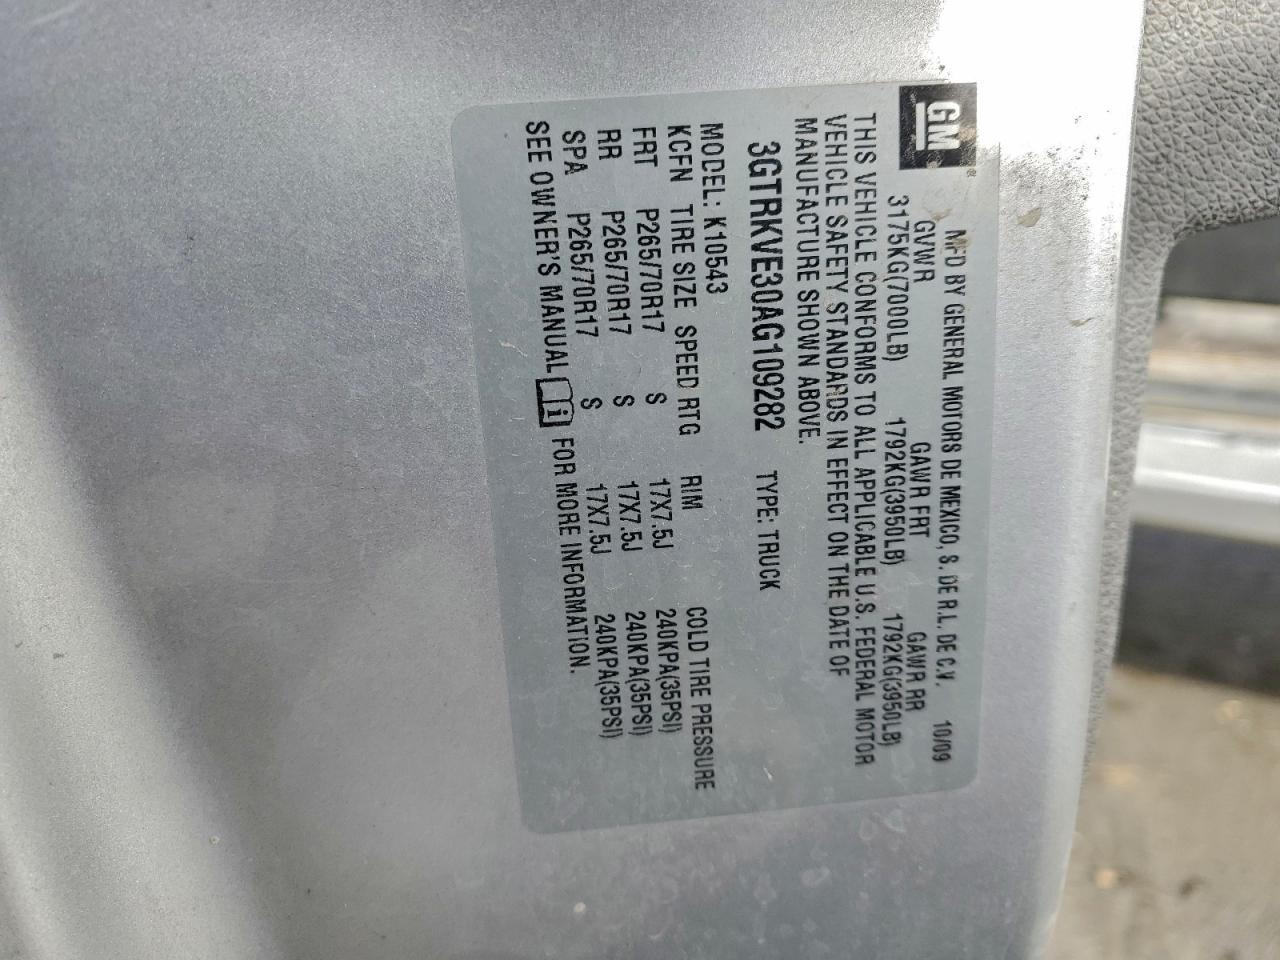 GM
MFD BY GENERAL MOTORS DE MEXICO, S. DE R.L. DE C.V. 10/09
GVWR GAWR FRT GAWR RR
3175KG(7000LB) 1792KG(3950LB) 1792KG(3950LB)
THIS VEHICLE CONFORMS TO ALL APPLICABLE U.S. FEDERAL MOTOR
VEHICLE SAFETY STANDARDS IN EFFECT ON THE DATE OF
MANUFACTURE SHOWN ABOVE.
3GTRKVE30AG109282 TYPE: TRUCK
MODEL: K10543
KCFN TIRE SIZE SPEED RTG RIM COLD TIRE PRESSURE
FRT P265/70R17 S 17X7.5J 240KPA(35PSI)
RR P265/70R17 S 17X7.5J 240KPA(35PSI)
SPA P265/70R17 S 17X7.5J 240KPA(35PSI)
SEE OWNER'S MANUAL i FOR MORE INFORMATION.